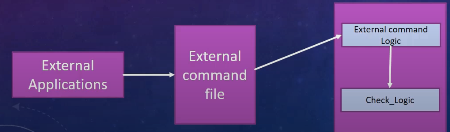 External
Applications
External
command
file
External command
Logic
Check_Logic